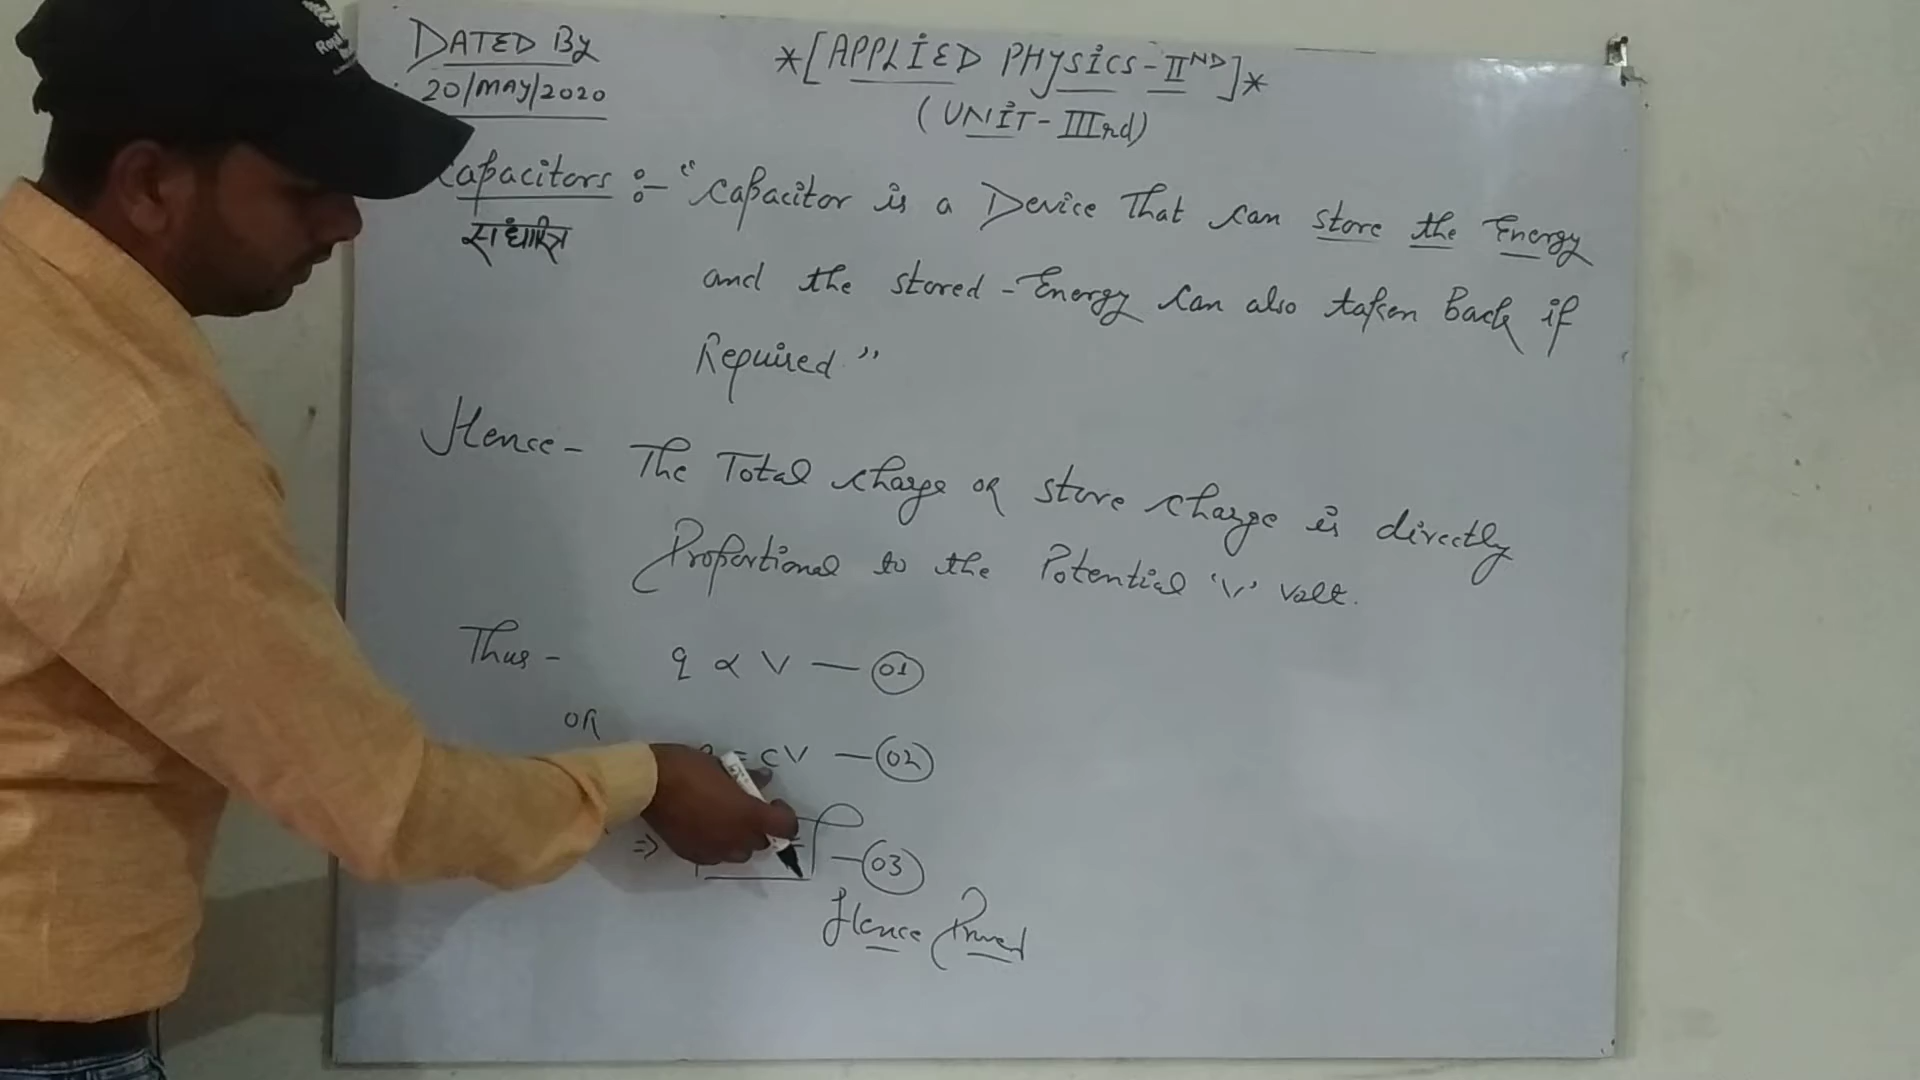 DATED By
20/MAY/2020
*[APPLIED PHYSICS-IIND]*
(UNIT-IIIrd)
Capacitors :- "Capacitor is a Device That can store the Energy
संधारित्र
and the stored-Energy can also taken Back if
Required"
Hence- The Total charge OR store charge is directly
Proportional to the Potential 'V' Volt.
Thus- q ∝ V —01
OR
= CV —02
⇒ —03
Hence Proved